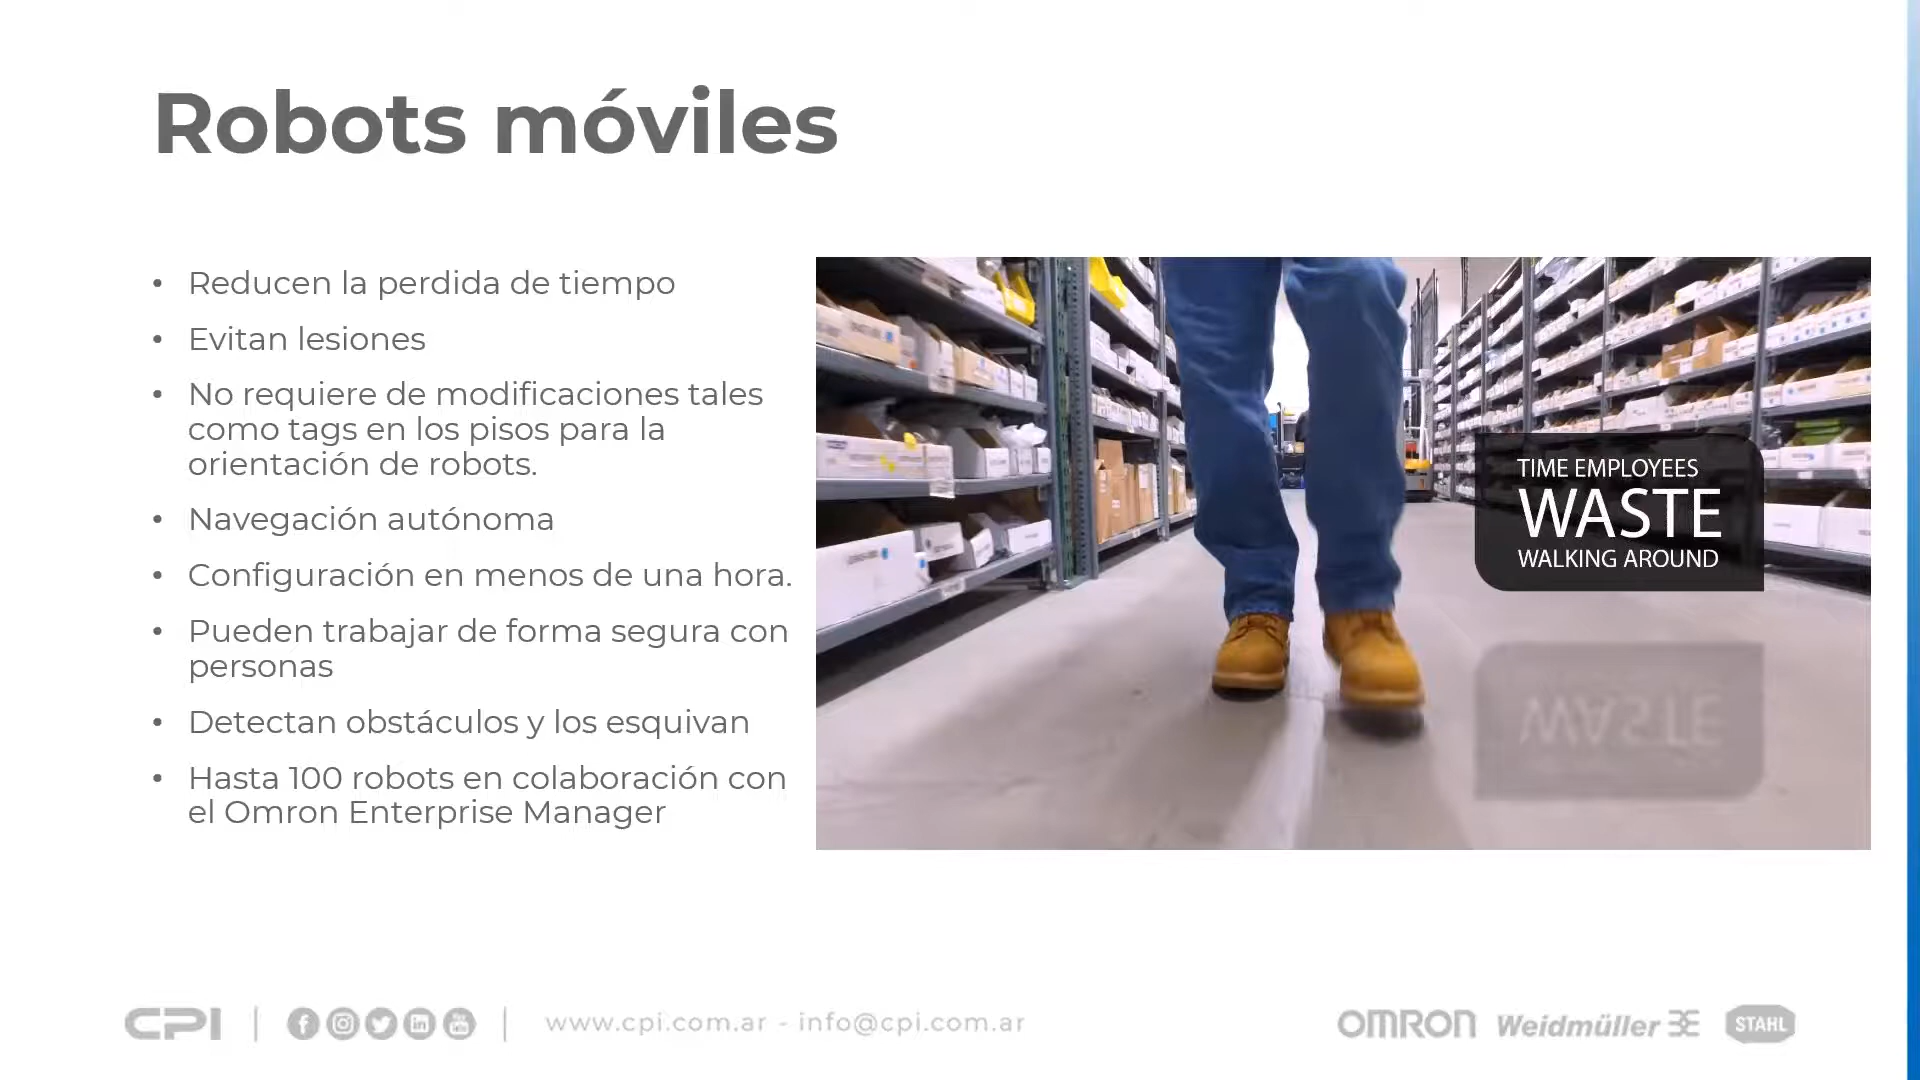 Robots móviles
• Reducen la perdida de tiempo
• Evitan lesiones
• No requiere de modificaciones tales
como tags en los pisos para la
orientación de robots.
• Navegación autónoma
• Configuración en menos de una hora.
• Pueden trabajar de forma segura con
personas
• Detectan obstáculos y los esquivan
• Hasta 100 robots en colaboración con
el Omron Enterprise Manager
TIME EMPLOYEES
WASTE
WALKING AROUND
WASTE
CPI | | www.cpi.com.ar - info@cpi.com.ar
OMRON Weidmüller STAHL